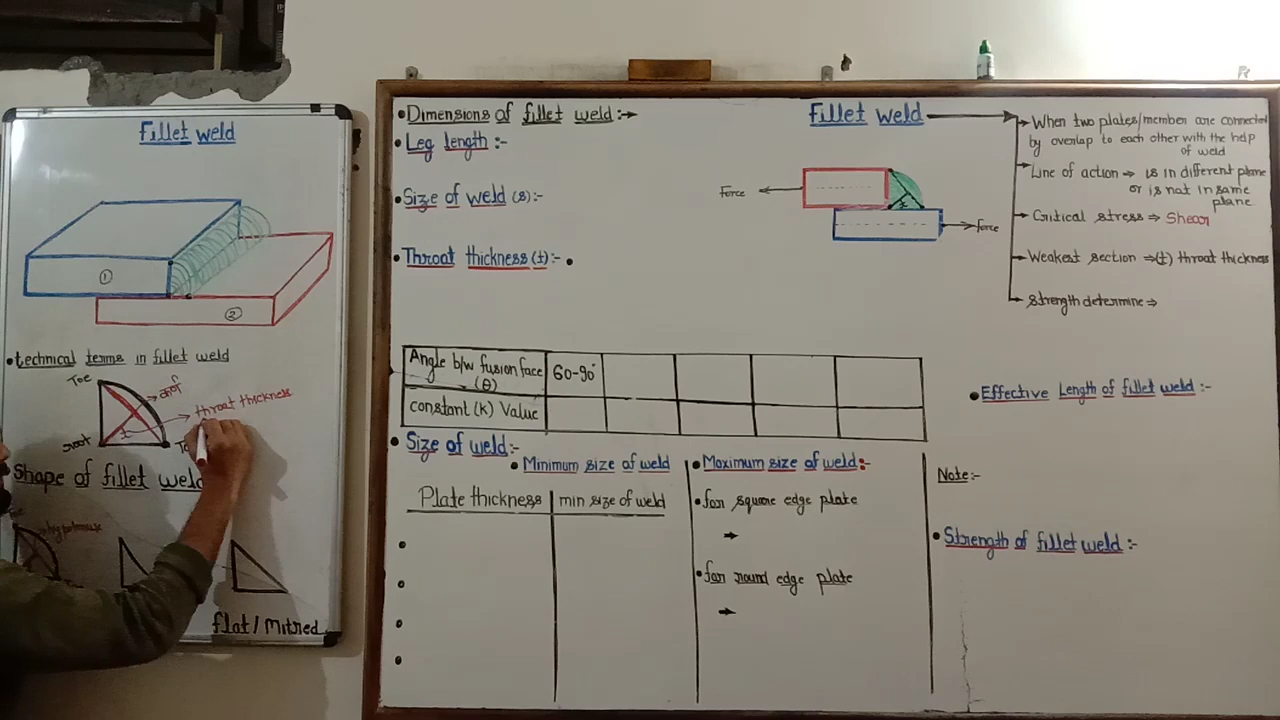 Fillet weld
1
2
• technical terms in fillet weld
Toe
throat thickness
t
root
Shape of fillet weld
hypotenuse
flat / Mitred
• Dimensions of fillet weld :→
• Leg length :-
• Size of weld (s) :-
• Throat thickness (t) :- •
Angle b/w fusion face (θ) 60-90°
constant (K) Value
• Size of weld :-
• Minimum size of weld
Plate thickness min size of weld
• Maximum size of weld :-
• for square edge plate
→
• for round edge plate
→
Fillet weld →
Force
t
force
→ When two plates/member are connected
by overlap to each other with the help
of weld
→ Line of action ⇒ is in different plane
or is not in same
plane
→ Critical stress ⇒ Shear
→ Weakest section ⇒ (t) throat thickness
→ Strength determine ⇒
• Effective Length of fillet weld :-
Note :-
• Strength of fillet weld :-